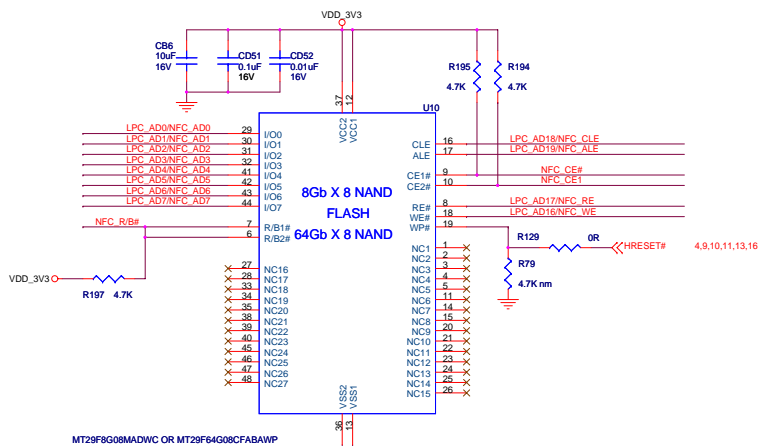 VDD_3V3
CB6
10uF
16V
CD51
0.1uF
16V
CD52
0.01uF
16V
R195
4.7K
R194
4.7K
U10
37
12
VCC2
VCC1
LPC_AD0/NFC_AD0 29 I/O0
LPC_AD1/NFC_AD1 30 I/O1
LPC_AD2/NFC_AD2 31 I/O2
LPC_AD3/NFC_AD3 32 I/O3
LPC_AD4/NFC_AD4 41 I/O4
LPC_AD5/NFC_AD5 42 I/O5
LPC_AD6/NFC_AD6 43 I/O6
LPC_AD7/NFC_AD7 44 I/O7
NFC_R/B# 7 R/B1#
6 R/B2#
8Gb X 8 NAND
FLASH
64Gb X 8 NAND
CLE 16 LPC_AD18/NFC_CLE
ALE 17 LPC_AD19/NFC_ALE
CE1# 9 NFC_CE#
CE2# 10 NFC_CE1
RE# 8 LPC_AD17/NFC_RE
WE# 18 LPC_AD16/NFC_WE
WP# 19
R129 0R
HRESET# 4,9,10,11,13,16
R79
4.7K nm
VDD_3V3
R197 4.7K
27 NC16
28 NC17
33 NC18
34 NC19
35 NC20
38 NC21
39 NC22
40 NC23
45 NC24
46 NC25
47 NC26
48 NC27
NC1 1
NC2 2
NC3 3
NC4 4
NC5 5
NC6 11
NC7 14
NC8 15
NC9 20
NC10 21
NC11 22
NC12 23
NC13 24
NC14 25
NC15 26
VSS2
VSS1
36
13
MT29F8G08MADWC OR MT29F64G08CFABAWP